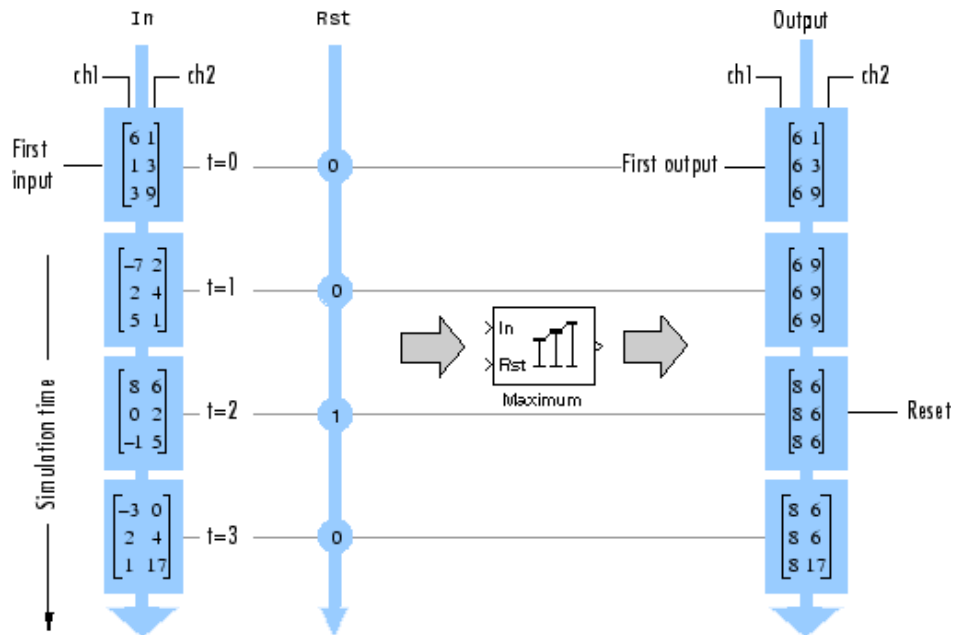 In Rst Output
ch1 ch2 ch1 ch2
First input
6 1
1 3
3 9
t=0
0
First output
6 1
6 3
6 9
-7 2
2 4
5 1
t=1
0
6 9
6 9
6 9
In
Rst
Maximum
8 6
0 2
-1 5
t=2
1
8 6
8 6
8 6
Reset
-3 0
2 4
1 17
t=3
0
8 6
8 6
8 17
Simulation time